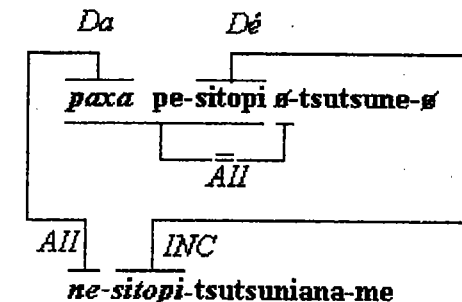 Da Dé
paxa pe-sitopi ø-tsutsune-ø
=
AII
AII INC
ne-sitopi-tsutsuniana-me